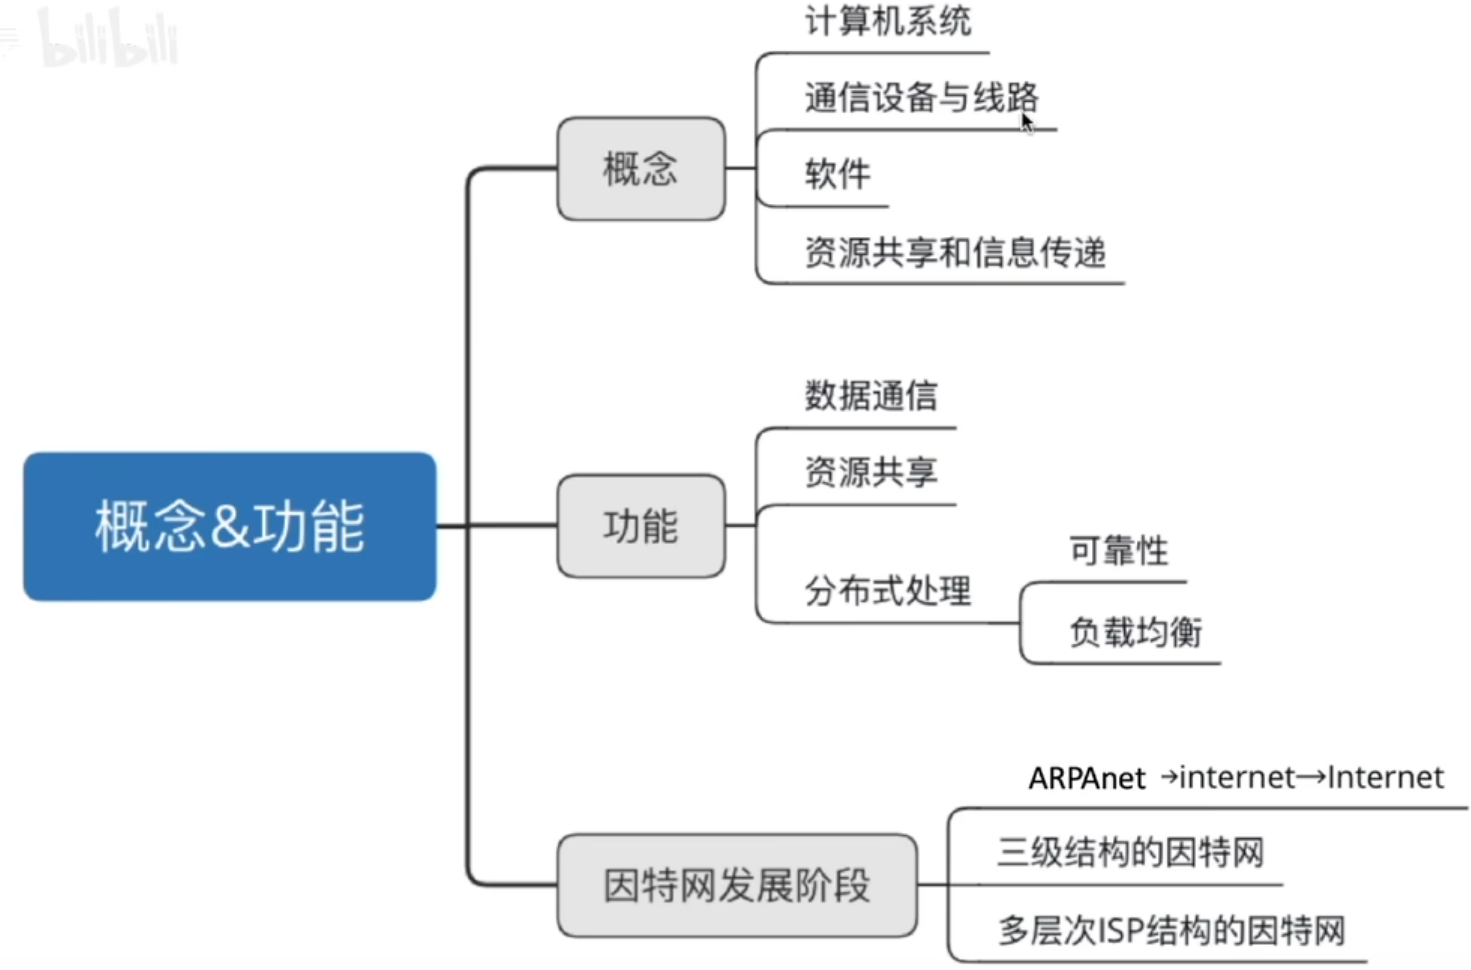 bilibili
计算机系统
通信设备与线路
概念
软件
资源共享和信息传递
数据通信
资源共享
概念&功能
功能
可靠性
分布式处理
负载均衡
ARPAnet →internet→Internet
三级结构的因特网
因特网发展阶段
多层次ISP结构的因特网